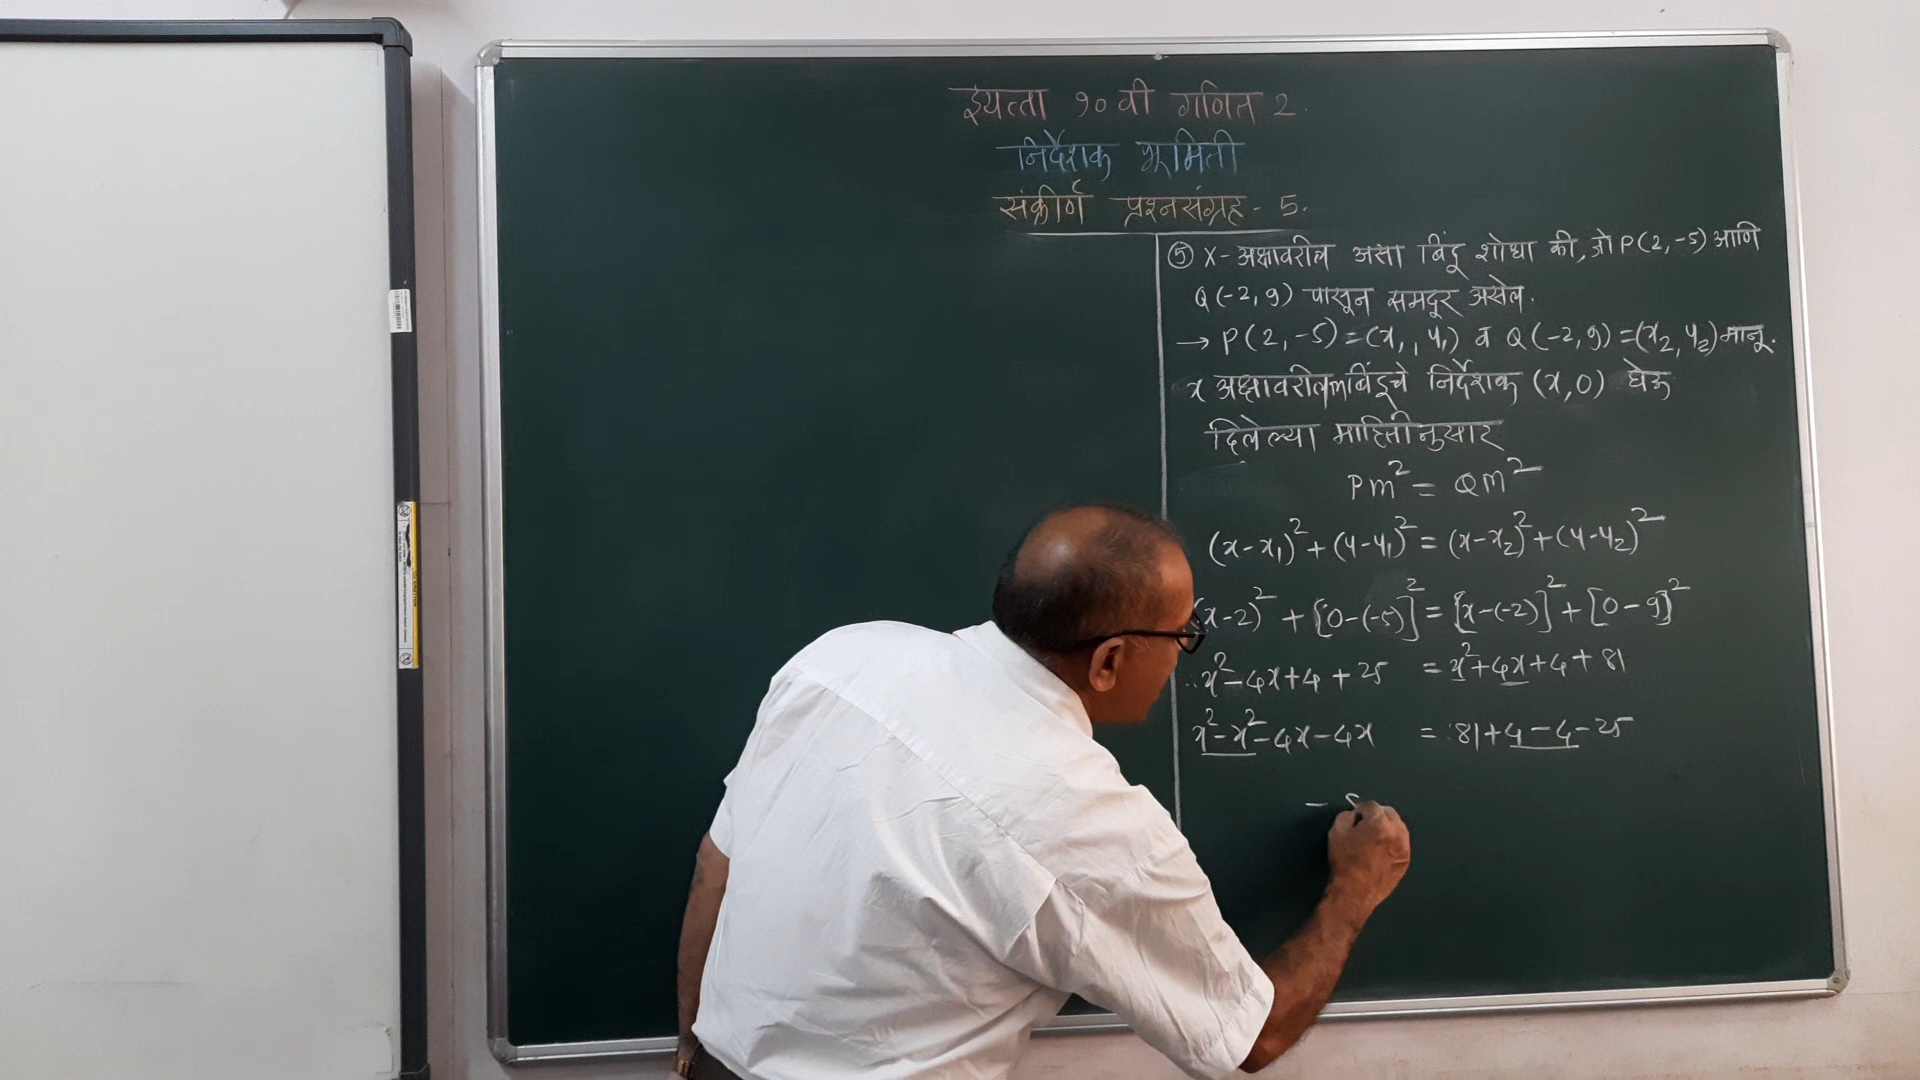 इयत्ता १० वी गणित 2.
निर्देशक भूमिती
संकीर्ण प्रश्नसंग्रह - 5.
⑤ X - अक्षावरील असा बिंदू शोधा की, जो P(2, -5) आणि
Q (-2, 9) पासून समदूर असेल.
→ P(2, -5) = (x₁, y₁) व Q (-2, 9) = (x₂, y₂) मानू.
x अक्षावरील बिंदूचे निर्देशक (x, 0) घेऊ
दिलेल्या माहितीनुसार
PM² = QM²
(x - x₁)² + (y - y₁)² = (x - x₂)² + (y - y₂)²
(x - 2)² + [0 - (-5)]² = [x - (-2)]² + [0 - 9]²
∴ x² - 4x + 4 + 25 = x² + 4x + 4 + 81
x² - x² - 4x - 4x = 81 + 4 - 4 - 25
-